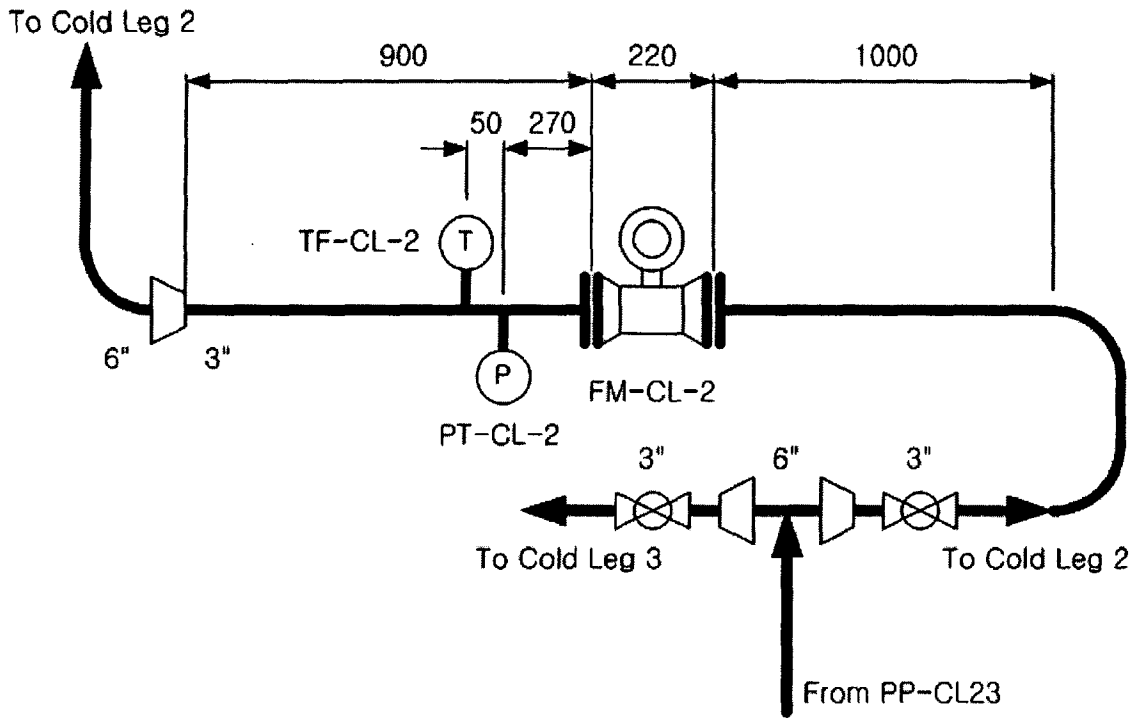 To Cold Leg 2
900
220
1000
50
270
TF-CL-2
T
6"
3"
P
FM-CL-2
PT-CL-2
3"
6"
3"
To Cold Leg 3
To Cold Leg 2
From PP-CL23